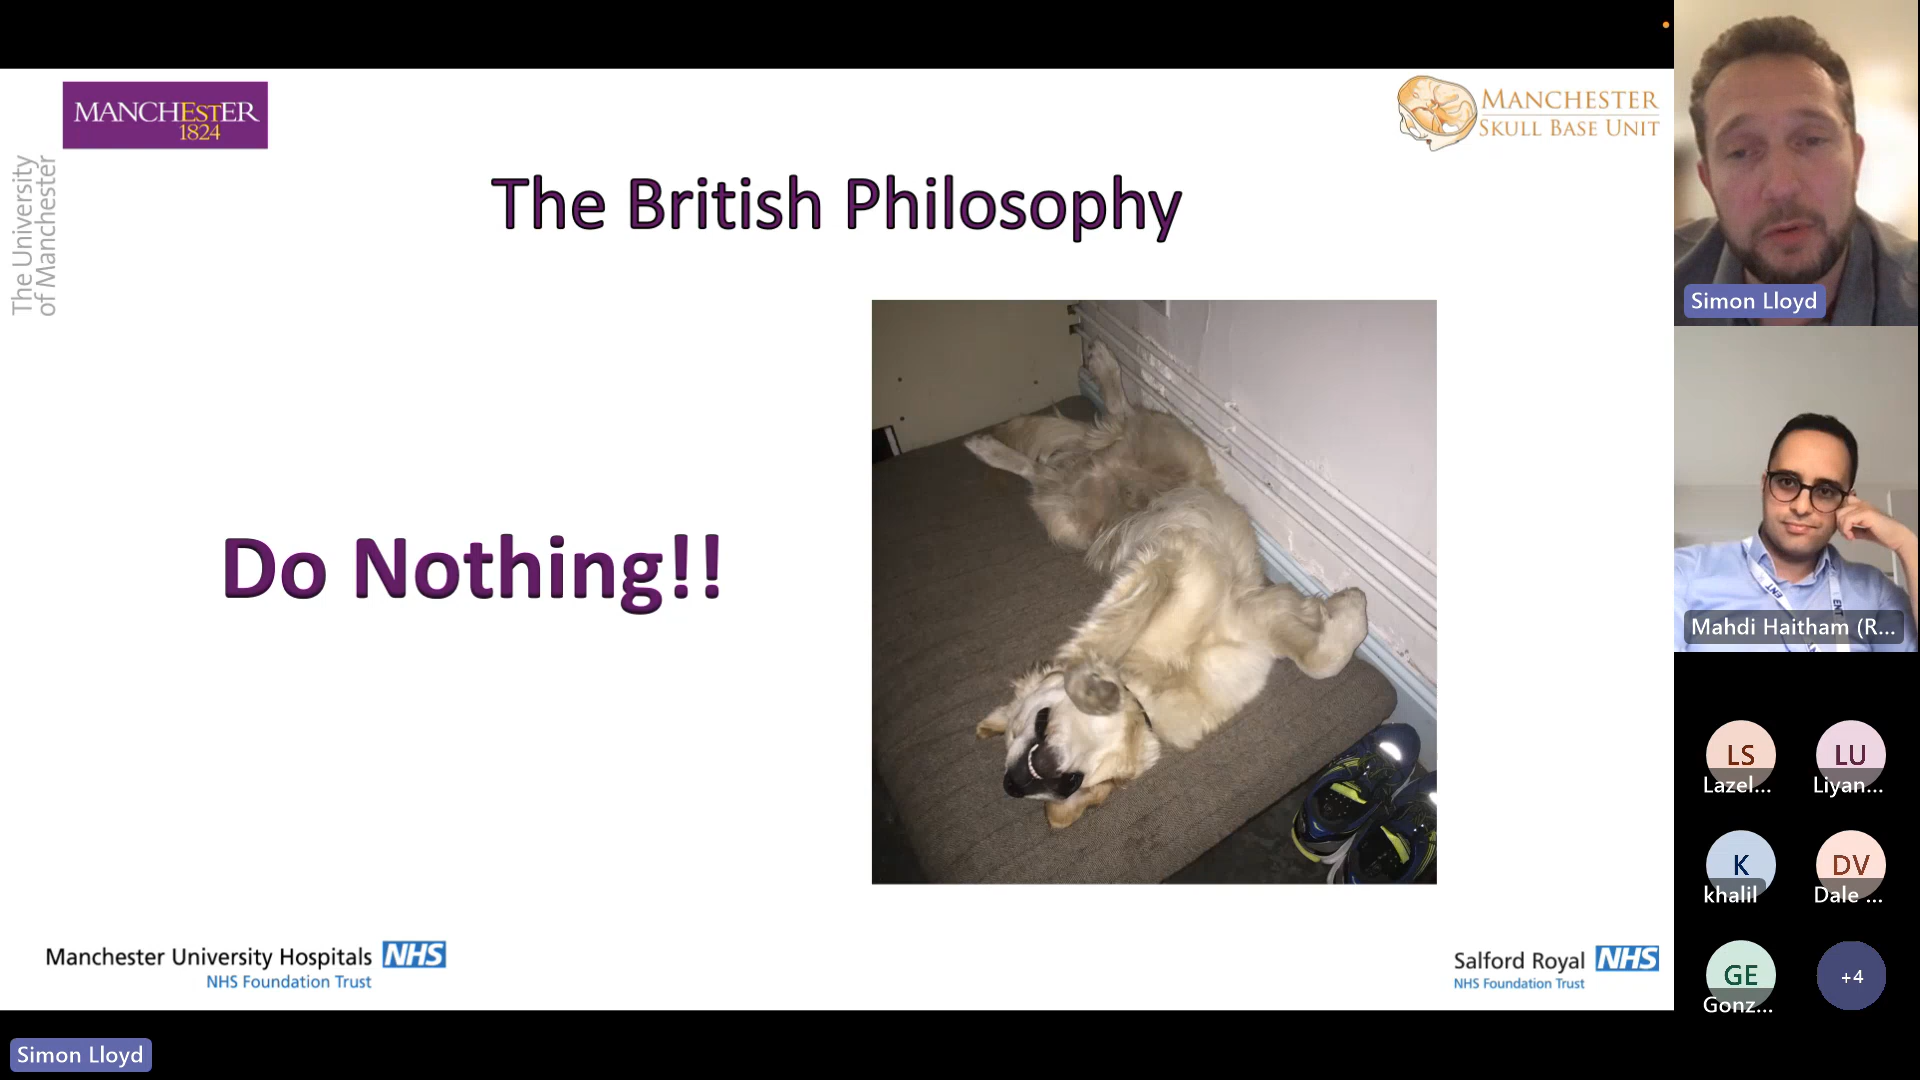 MANCHESTER
1824
The University
of Manchester
MANCHESTER
SKULL BASE UNIT
The British Philosophy
Do Nothing!!
Manchester University Hospitals NHS
NHS Foundation Trust
Salford Royal NHS
NHS Foundation Trust
Simon Lloyd
Simon Lloyd
ENT
ENT
Mahdi Haitham (R...
LS
Lazel...
LU
Liyan...
K
khalil
DV
Dale ...
GE
Gonz...
+4